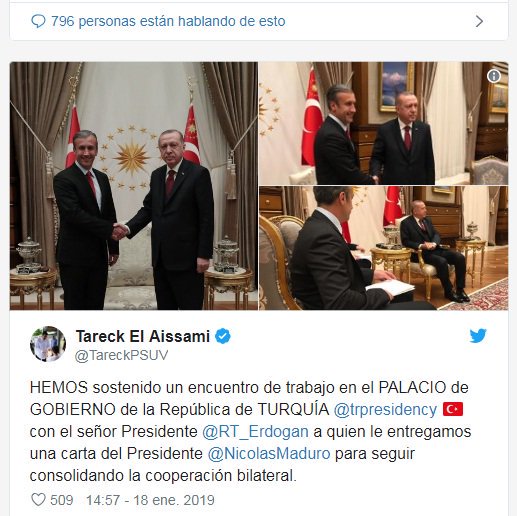 796 personas están hablando de esto
Tareck El Aissami
@TareckPSUV
HEMOS sostenido un encuentro de trabajo en el PALACIO de
GOBIERNO de la República de TURQUÍA @trpresidency 🇹🇷
con el señor Presidente @RT_Erdogan a quien le entregamos
una carta del Presidente @NicolasMaduro para seguir
consolidando la cooperación bilateral.
509 14:57 - 18 ene. 2019